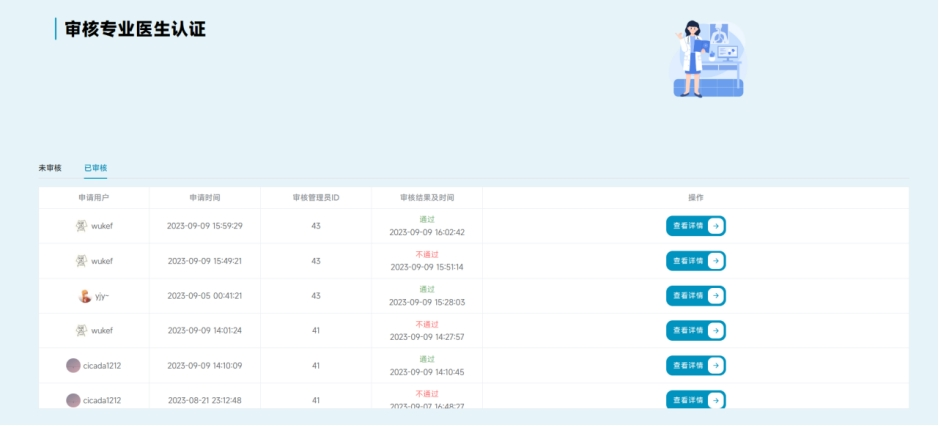 审核专业医生认证
未审核 已审核
申请用户 申请时间 审核管理员ID 审核结果及时间 操作
通过
wukef 2023-09-09 15:59:29 43 查看详情
2023-09-09 16:02:42
不通过
wukef 2023-09-09 15:49:21 43 查看详情
2023-09-09 15:51:14
通过
yjy~ 2023-09-05 00:41:21 43 查看详情
2023-09-09 15:28:03
不通过
wukef 2023-09-09 14:01:24 41 查看详情
2023-09-09 14:27:57
通过
cicada1212 2023-09-09 14:10:09 41 查看详情
2023-09-09 14:10:45
不通过
cicada1212 2023-08-21 23:12:48 41 查看详情
2023-09-07 16:48:27